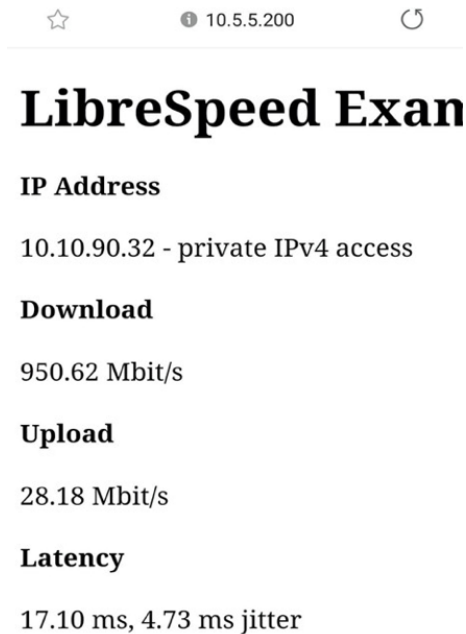 10.5.5.200
LibreSpeed Exam
IP Address
10.10.90.32 - private IPv4 access
Download
950.62 Mbit/s
Upload
28.18 Mbit/s
Latency
17.10 ms, 4.73 ms jitter